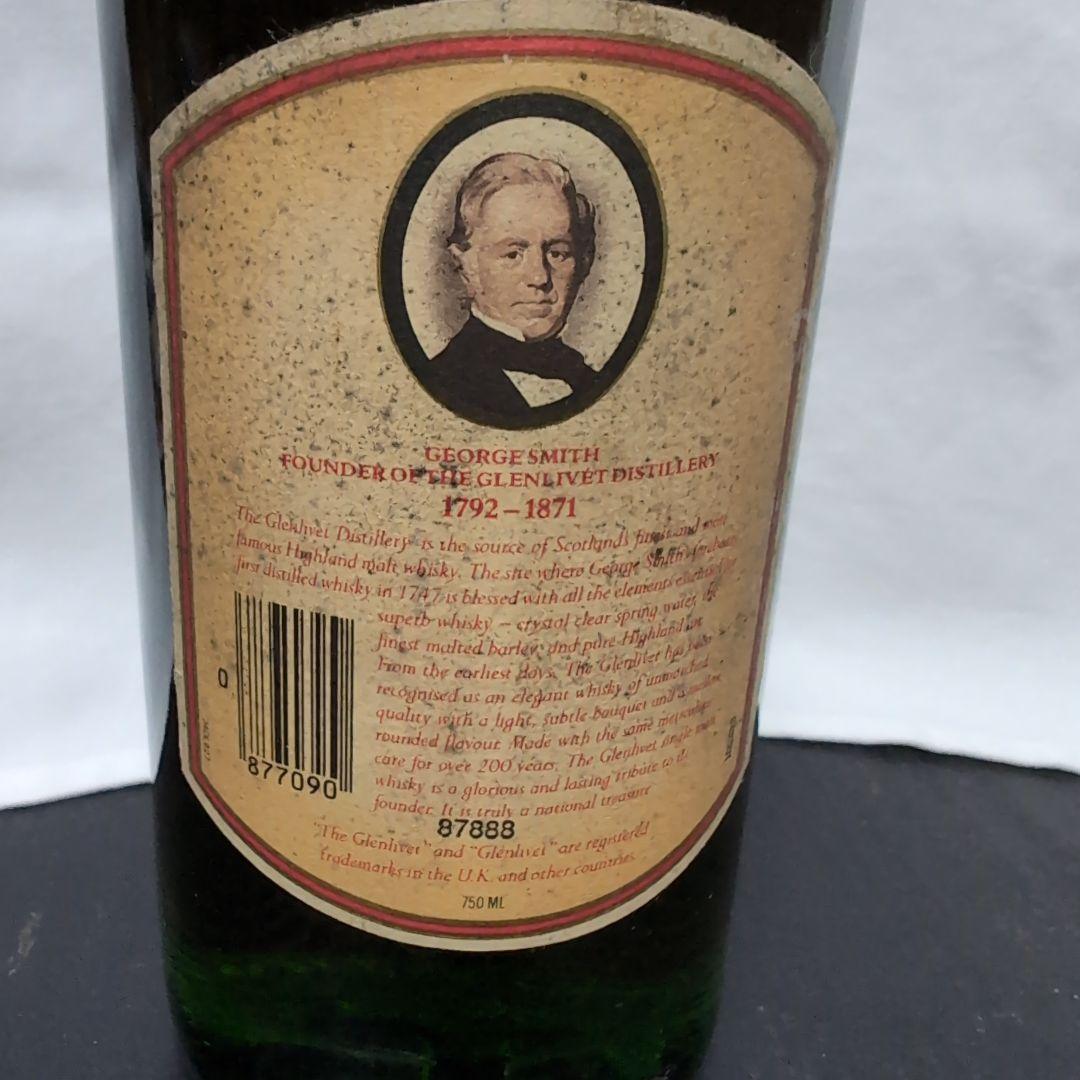 GEORGE SMITH
FOUNDER OF THE GLENLIVET DISTILLERY
1792 – 1871
The Glenlivet Distillery is the source of Scotland's finest and most
famous Highland malt whisky. The site where George Smith's forbears
first distilled whisky in 1747 is blessed with all the elements essential for
superb whisky – crystal clear spring water, the
finest malted barley and pure Highland air.
From the earliest days, The Glenlivet has been
recognised as an elegant whisky of unmatched
quality with a light, subtle bouquet and a mellow
rounded flavour. Made with the same meticulous
care for over 200 years. The Glenlivet single malt
whisky is a glorious and lasting tribute to its
founder. It is truly a national treasure
0
877090
87888
"The Glenlivet" and "Glenlivet" are registered
trademarks in the U.K. and other countries.
750 ML